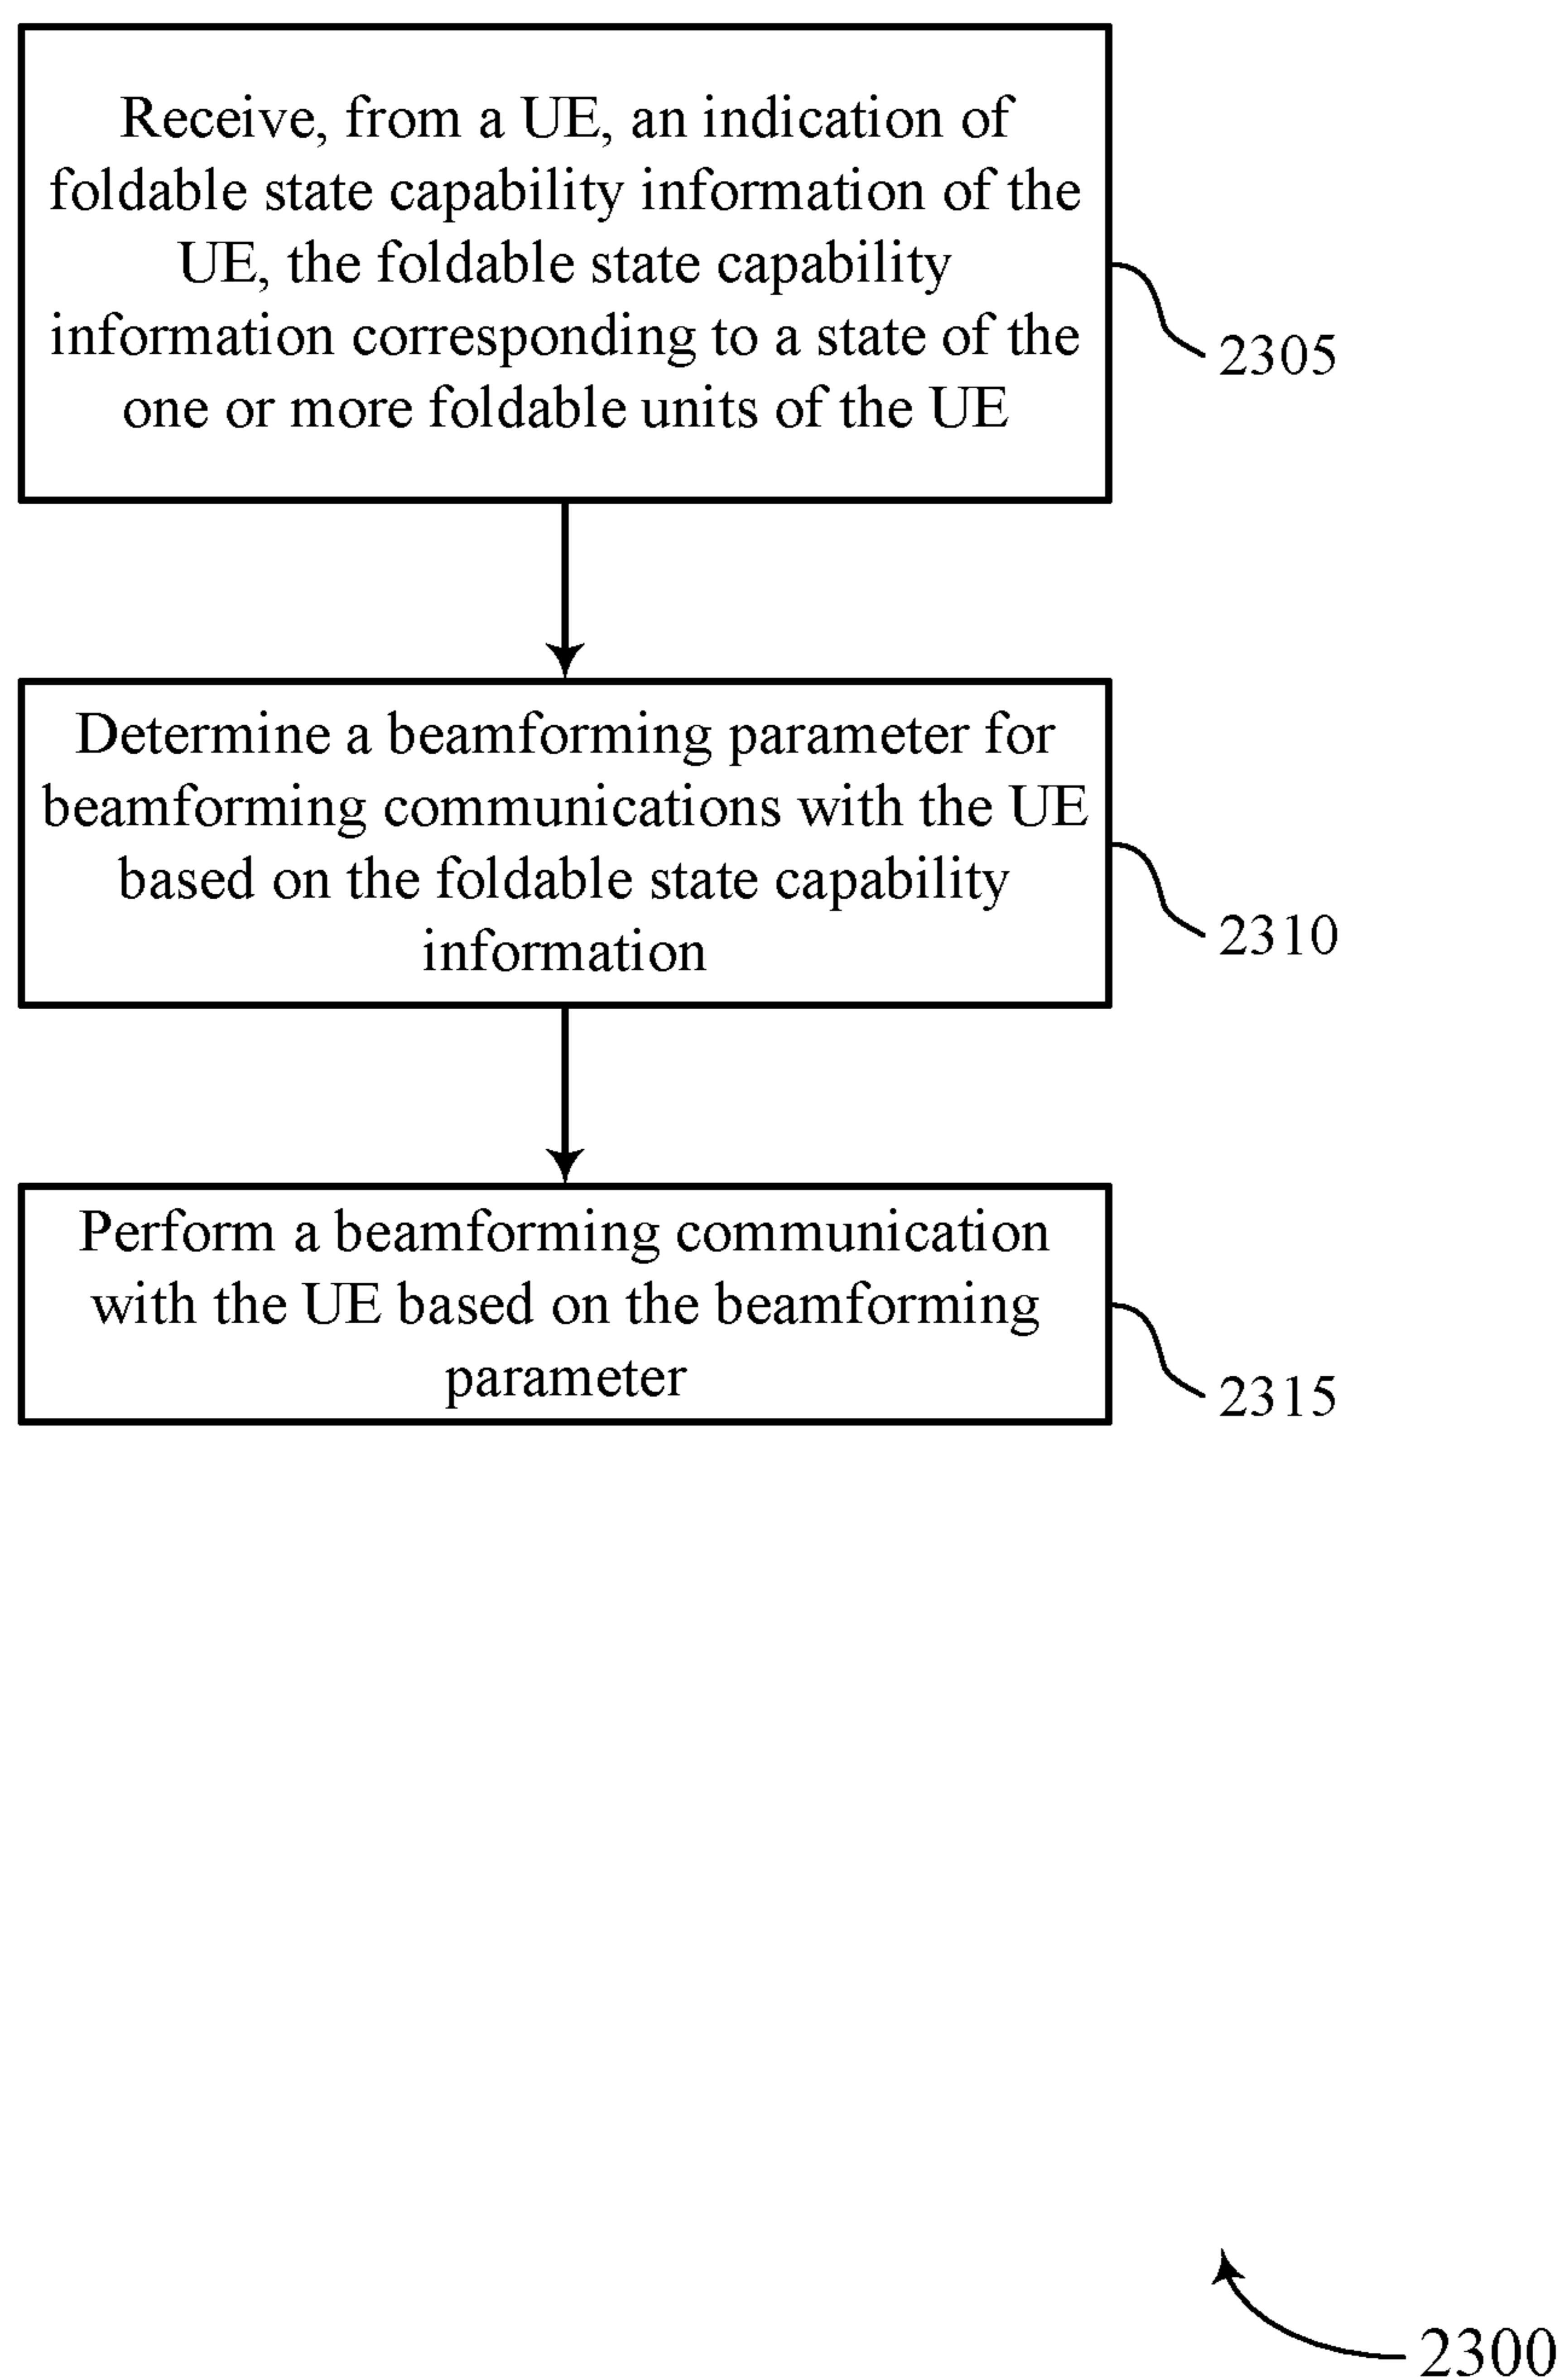 Receive, from a UE, an indication of
foldable state capability information of the
UE, the foldable state capability
information corresponding to a state of the
one or more foldable units of the UE
2305
Determine a beamforming parameter for
beamforming communications with the UE
based on the foldable state capability
information
2310
Perform a beamforming communication
with the UE based on the beamforming
parameter
2315
2300